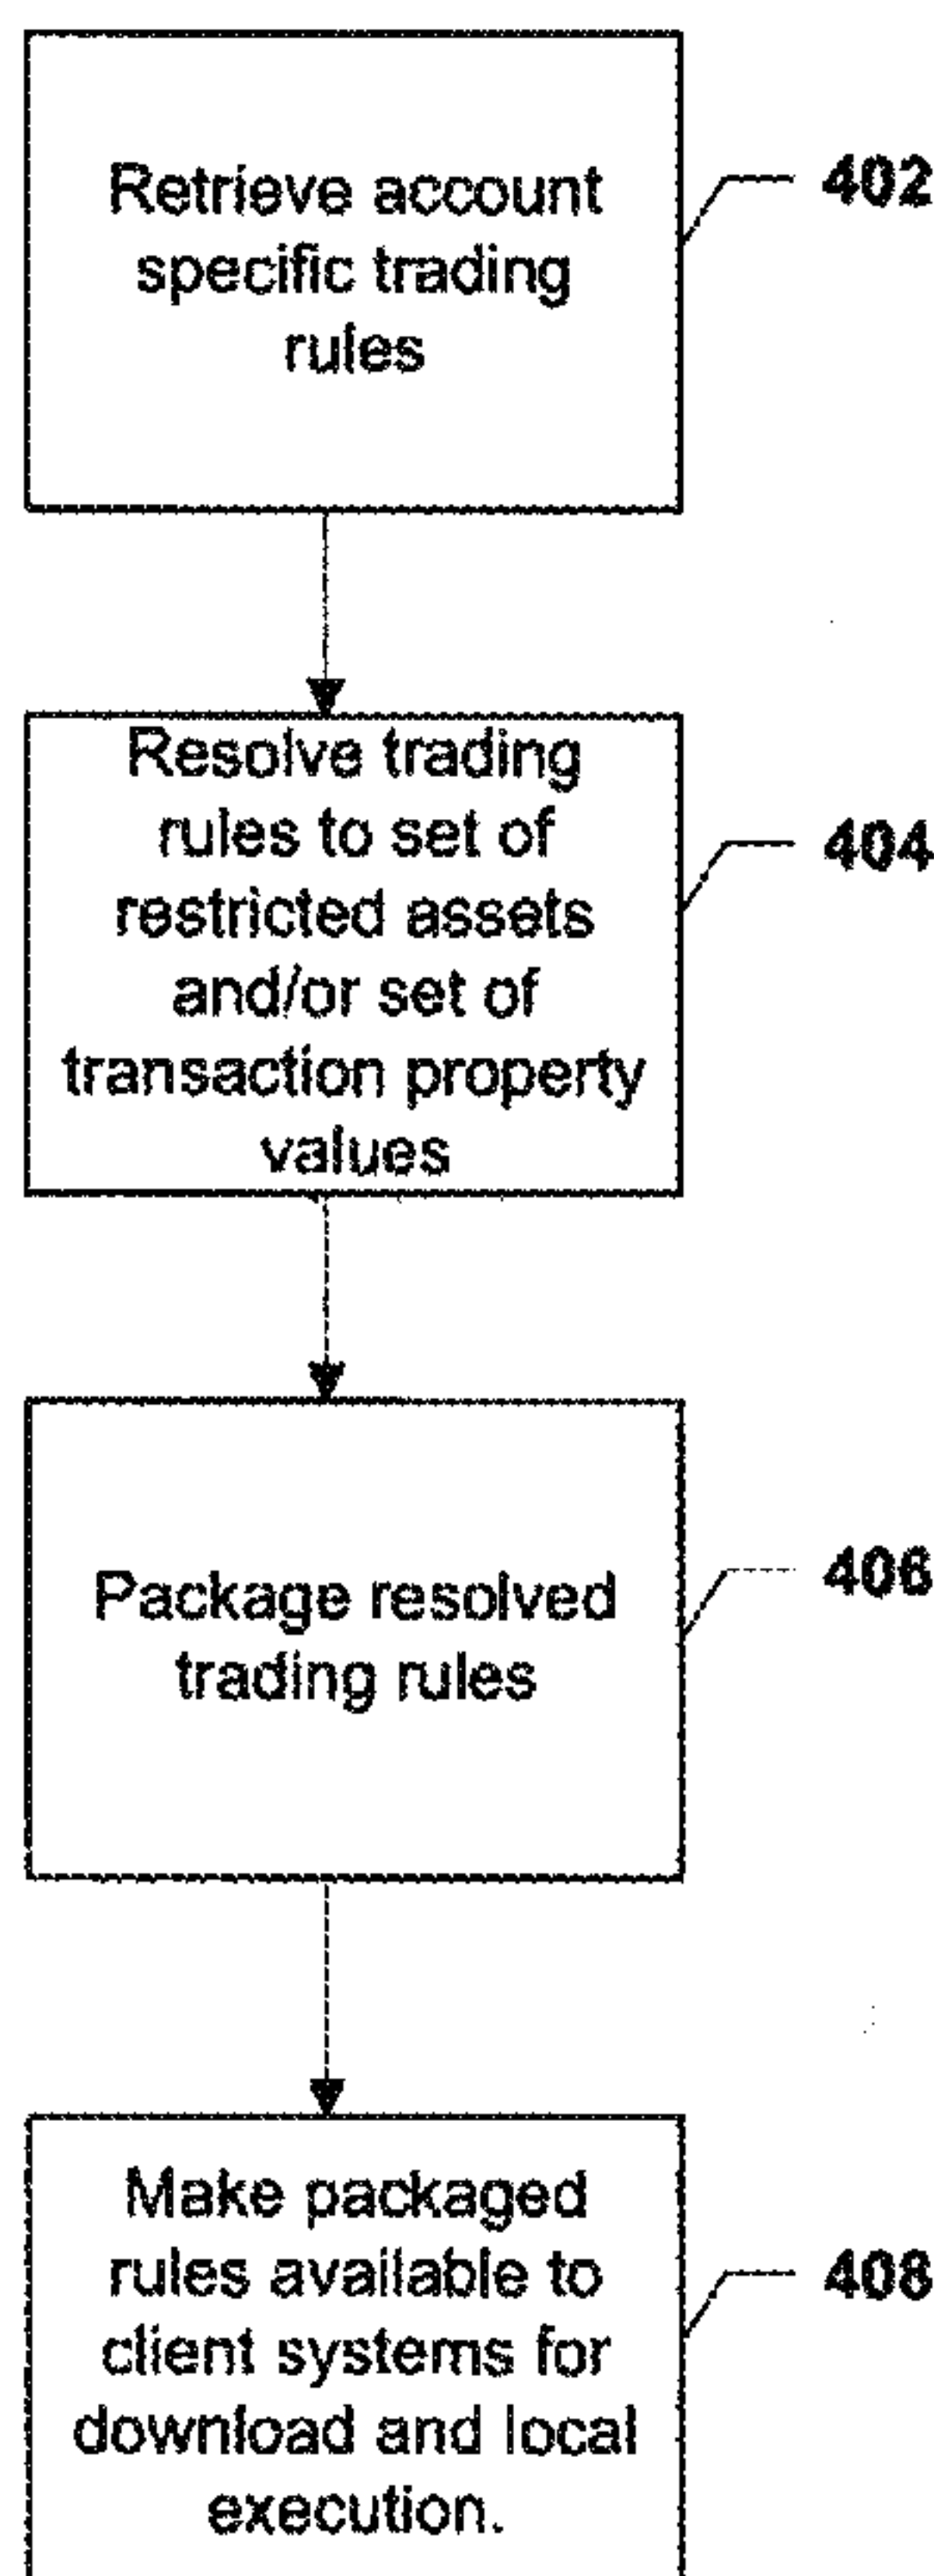 Retrieve account
specific trading
rules
402
Resolve trading
rules to set of
restricted assets
and/or set of
transaction property
values
404
Package resolved
trading rules
406
Make packaged
rules available to
client systems for
download and local
execution.
408